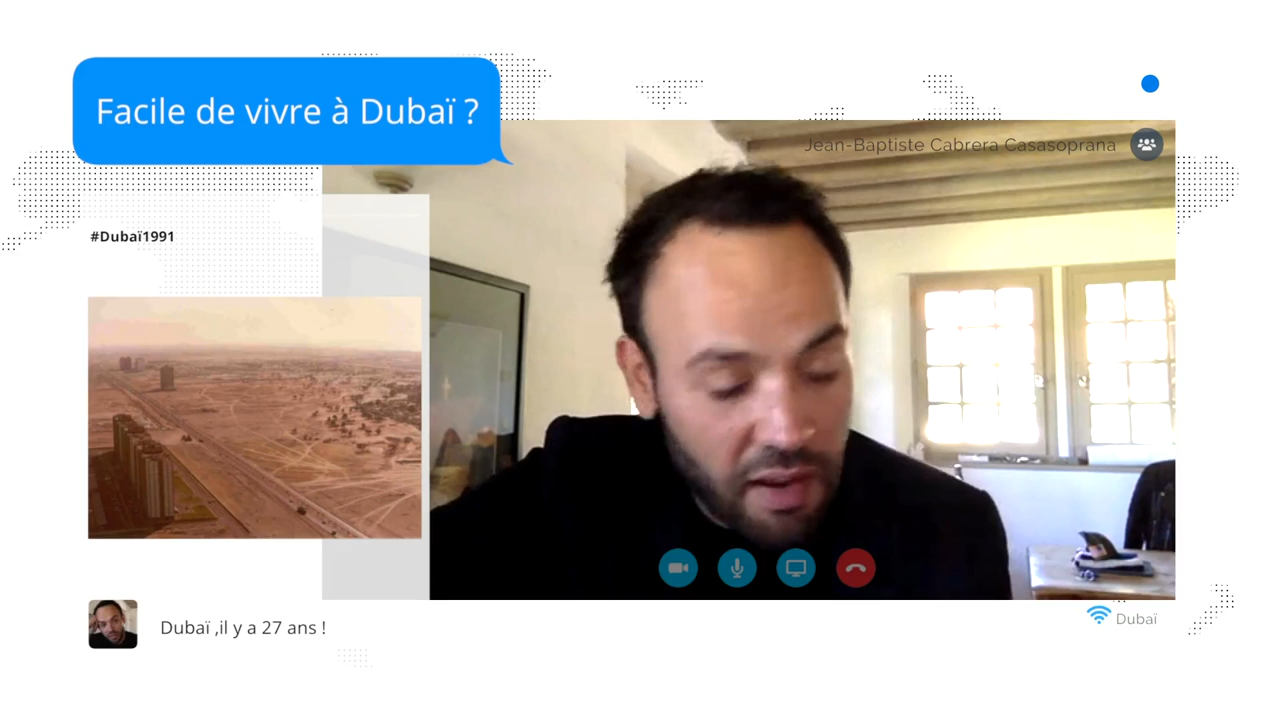 Facile de vivre à Dubaï ?
Jean-Baptiste Cabrera Casasoprana
#Dubaï1991
Dubaï ,il y a 27 ans !
Dubaï